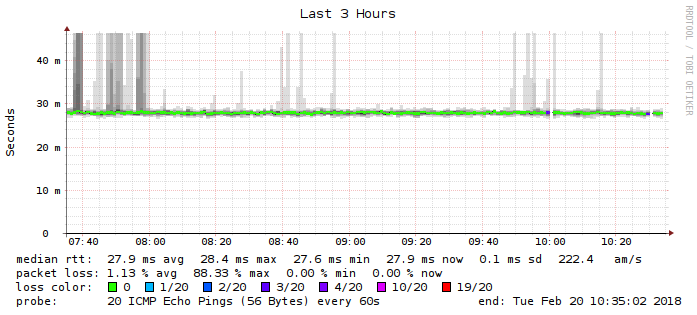 Last 3 Hours
RRDTOOL / TOBI OETIKER
Seconds
40 m
30 m
20 m
10 m
0
07:40 08:00 08:20 08:40 09:00 09:20 09:40 10:00 10:20
median rtt: 27.9 ms avg 28.4 ms max 27.6 ms min 27.9 ms now 0.1 ms sd 222.4 am/s
packet loss: 1.13 % avg 88.33 % max 0.00 % min 0.00 % now
loss color: 0 1/20 2/20 3/20 4/20 10/20 19/20
probe: 20 ICMP Echo Pings (56 Bytes) every 60s end: Tue Feb 20 10:35:02 2018